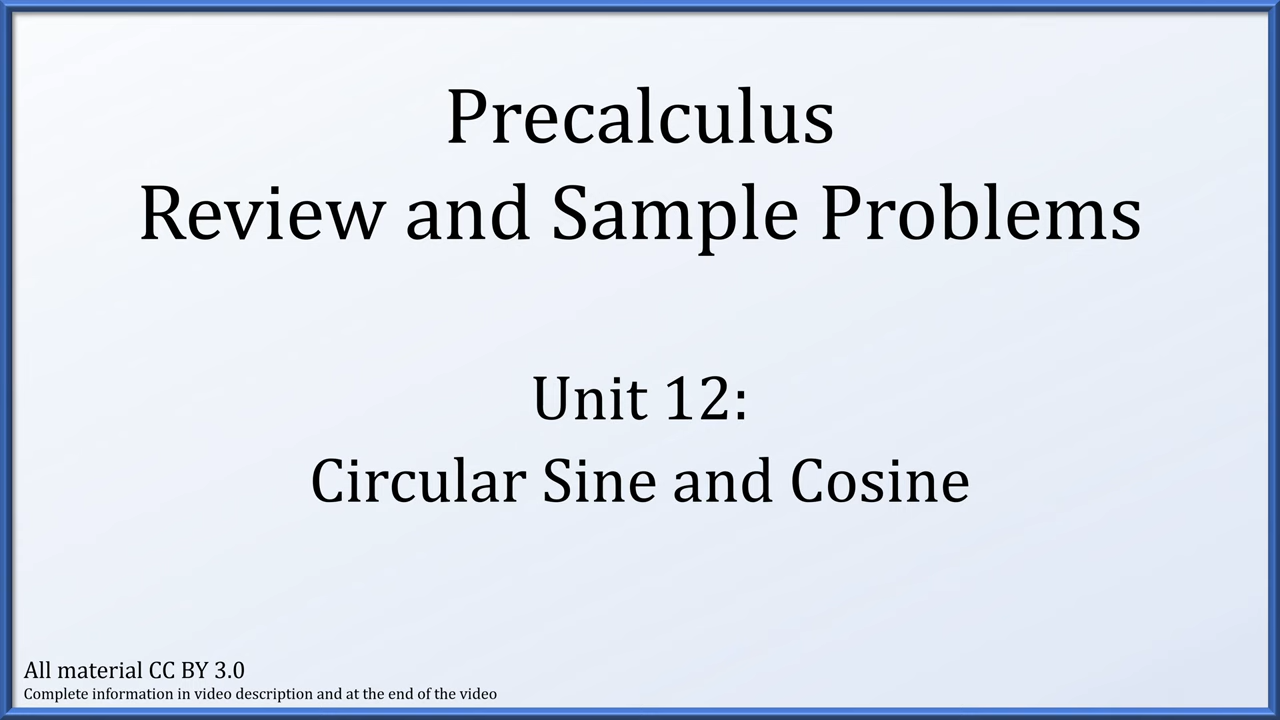 Precalculus
Review and Sample Problems
Unit 12:
Circular Sine and Cosine
All material CC BY 3.0
Complete information in video description and at the end of the video